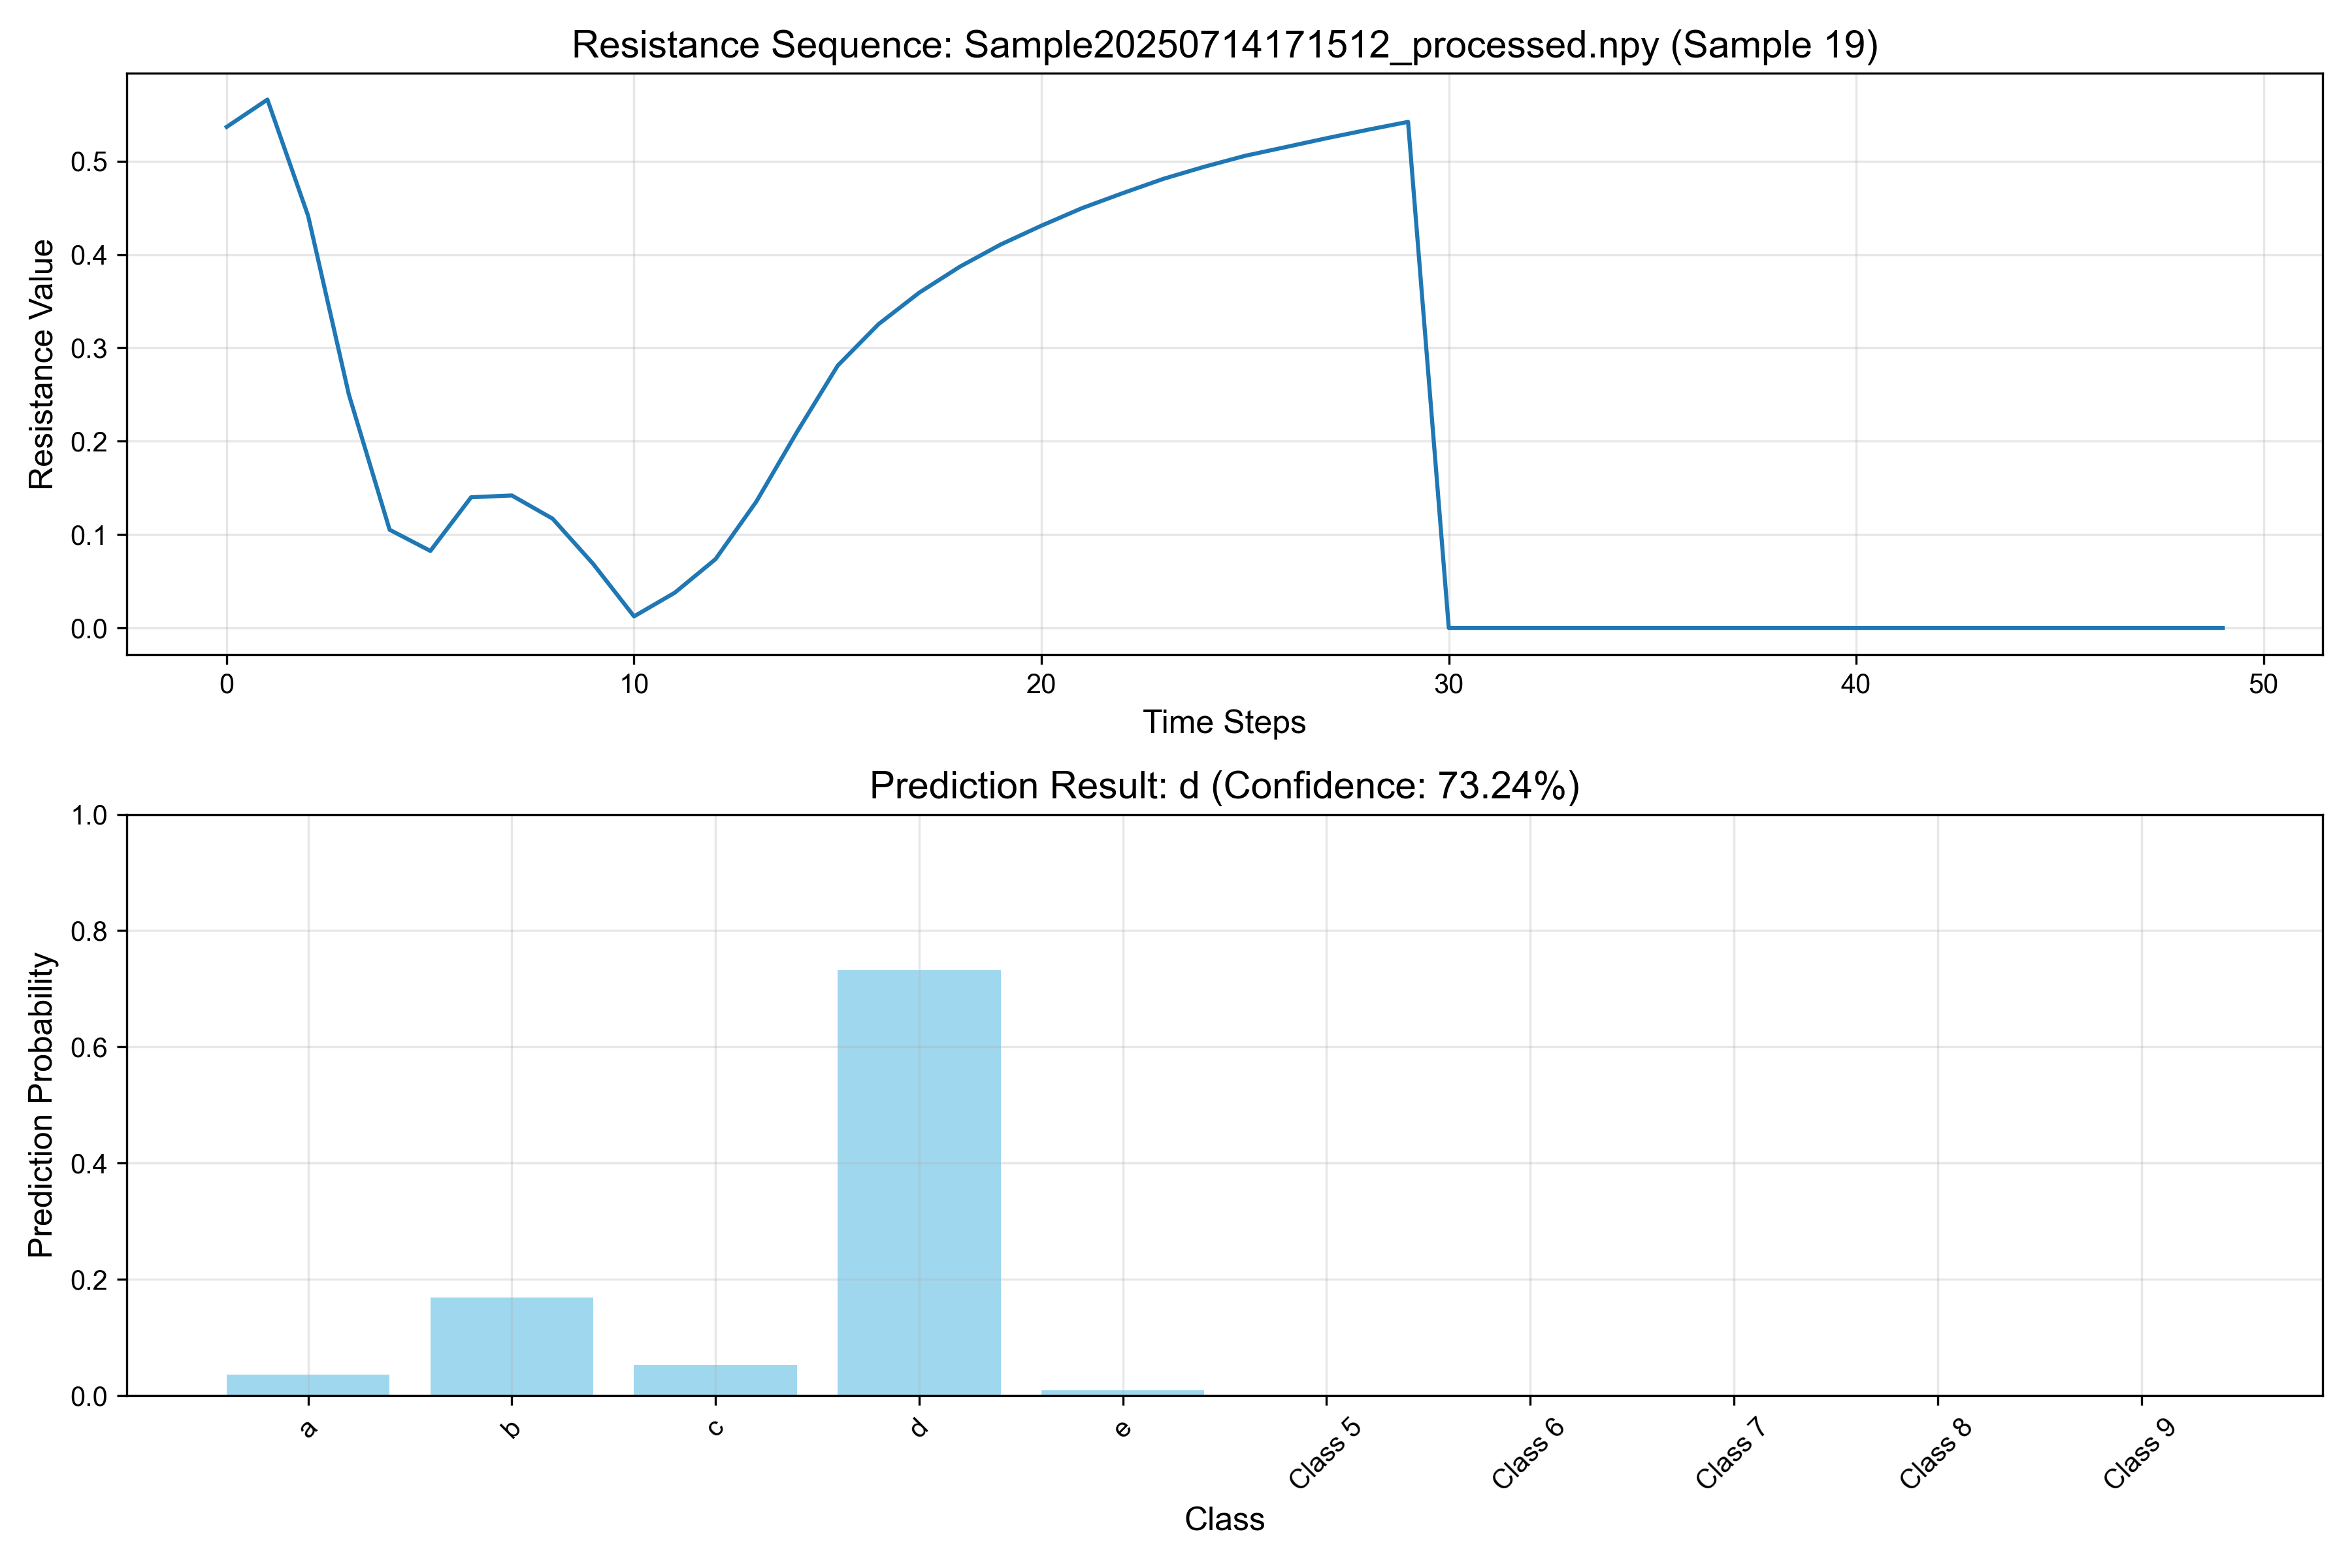 Resistance Sequence: Sample20250714171512_processed.npy (Sample 19)
Resistance Value
0.5
0.4
0.3
0.2
0.1
0.0
0 10 20 30 40 50
Time Steps
Prediction Result: d (Confidence: 73.24%)
Prediction Probability
1.0
0.8
0.6
0.4
0.2
0.0
a b c d e Class 5 Class 6 Class 7 Class 8 Class 9
Class